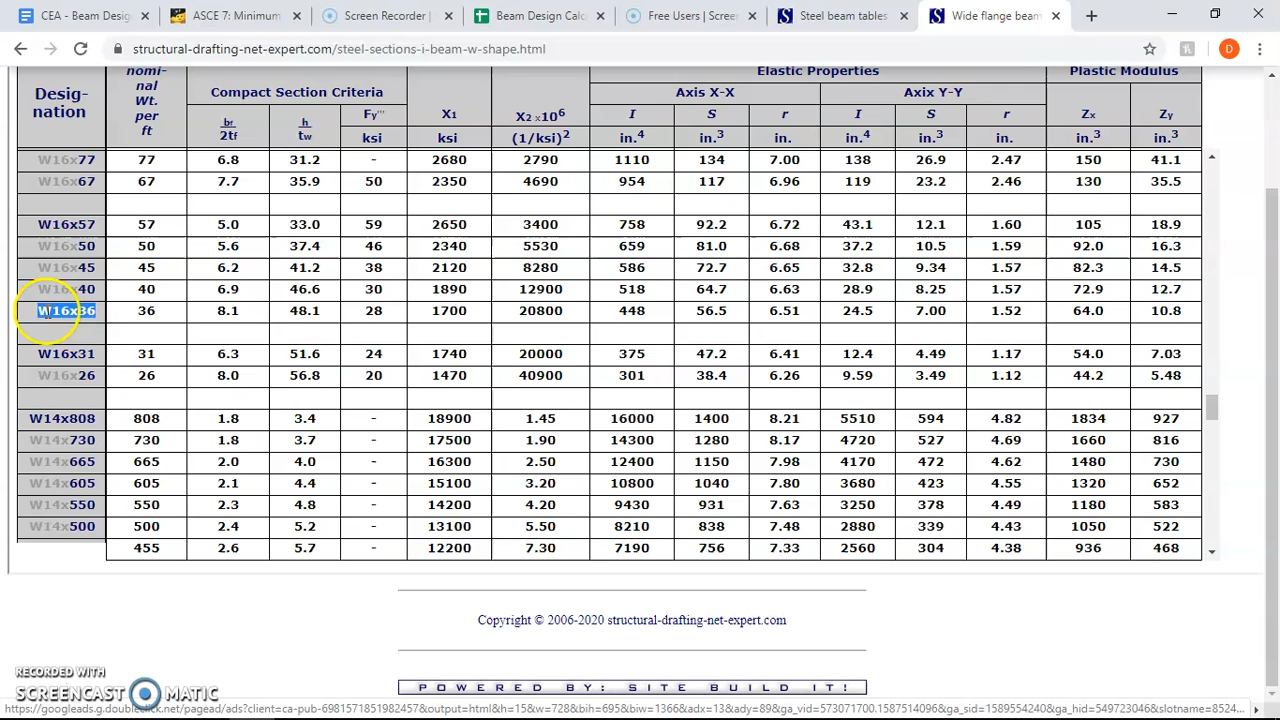 CEA - Beam Desig
ASCE 7: Minimum
Screen Recorder
Beam Design Calc
Free Users | S
Steel beam table
Wide flange beam
structural-drafting-net-expert.com/steel-sections-i-beam-w-shape.html
D
Desig-nation nomi-nal Wt. per ft Compact Section Criteria X1 X2 x10⁶ Elastic Properties Plastic Modulus
Axis X-X Axix Y-Y
bf/2tf h/tw Fy''' I S r I S r Zx Zy
ksi ksi (1/ksi)² in.⁴ in.³ in. in.⁴ in.³ in. in.³ in.³
W16x77 77 6.8 31.2 - 2680 2790 1110 134 7.00 138 26.9 2.47 150 41.1
W16x67 67 7.7 35.9 50 2350 4690 954 117 6.96 119 23.2 2.46 130 35.5
W16x57 57 5.0 33.0 59 2650 3400 758 92.2 6.72 43.1 12.1 1.60 105 18.9
W16x50 50 5.6 37.4 46 2340 5530 659 81.0 6.68 37.2 10.5 1.59 92.0 16.3
W16x45 45 6.2 41.2 38 2120 8280 586 72.7 6.65 32.8 9.34 1.57 82.3 14.5
W16x40 40 6.9 46.6 30 1890 12900 518 64.7 6.63 28.9 8.25 1.57 72.9 12.7
W16x36 36 8.1 48.1 28 1700 20800 448 56.5 6.51 24.5 7.00 1.52 64.0 10.8
W16x31 31 6.3 51.6 24 1740 20000 375 47.2 6.41 12.4 4.49 1.17 54.0 7.03
W16x26 26 8.0 56.8 20 1470 40900 301 38.4 6.26 9.59 3.49 1.12 44.2 5.48
W14x808 808 1.8 3.4 - 18900 1.45 16000 1400 8.21 5510 594 4.82 1834 927
W14x730 730 1.8 3.7 - 17500 1.90 14300 1280 8.17 4720 527 4.69 1660 816
W14x665 665 2.0 4.0 - 16300 2.50 12400 1150 7.98 4170 472 4.62 1480 730
W14x605 605 2.1 4.4 - 15100 3.20 10800 1040 7.80 3680 423 4.55 1320 652
W14x550 550 2.3 4.8 - 14200 4.20 9430 931 7.63 3250 378 4.49 1180 583
W14x500 500 2.4 5.2 - 13100 5.50 8210 838 7.48 2880 339 4.43 1050 522
455 2.6 5.7 - 12200 7.30 7190 756 7.33 2560 304 4.38 936 468
Copyright © 2006-2020 structural-drafting-net-expert.com
POWERED BY: SITE BUILD IT!
RECORDED WITH
SCREENCAST MATIC
https://googleads.g.doubleclick.net/pagead/ads?client=ca-pub-6981571851985321&output=html&h=15&w=728&adk=695&biw=1366&adx=13&ady=89&ga_vid=577171700.1587514096&ga_sid=1589554240&ga_hid=549723046&slotname=8524...